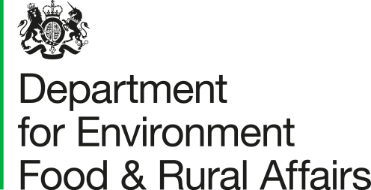 Department
for Environment
Food & Rural Affairs